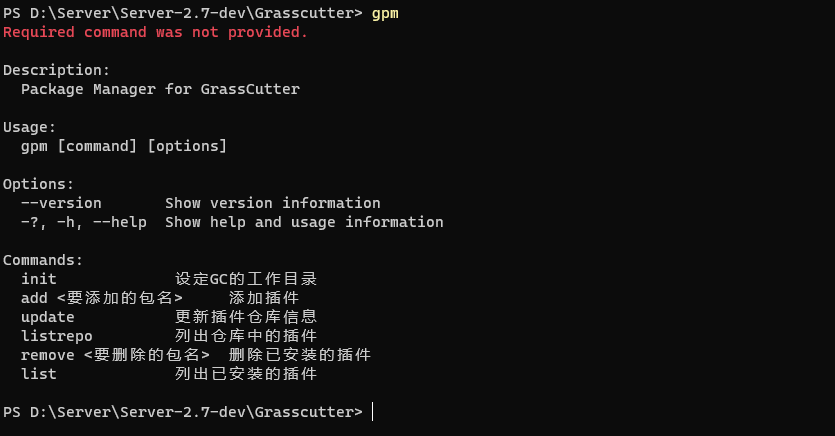 PS D:\Server\Server-2.7-dev\Grasscutter> gpm
Required command was not provided.
Description:
  Package Manager for GrassCutter
Usage:
  gpm [command] [options]
Options:
  --version       Show version information
  -?, -h, --help  Show help and usage information
Commands:
  init             设定GC的工作目录
  add <要添加的包名>     添加插件
  update           更新插件仓库信息
  listrepo         列出仓库中的插件
  remove <要删除的包名>  删除已安装的插件
  list             列出已安装的插件
PS D:\Server\Server-2.7-dev\Grasscutter>